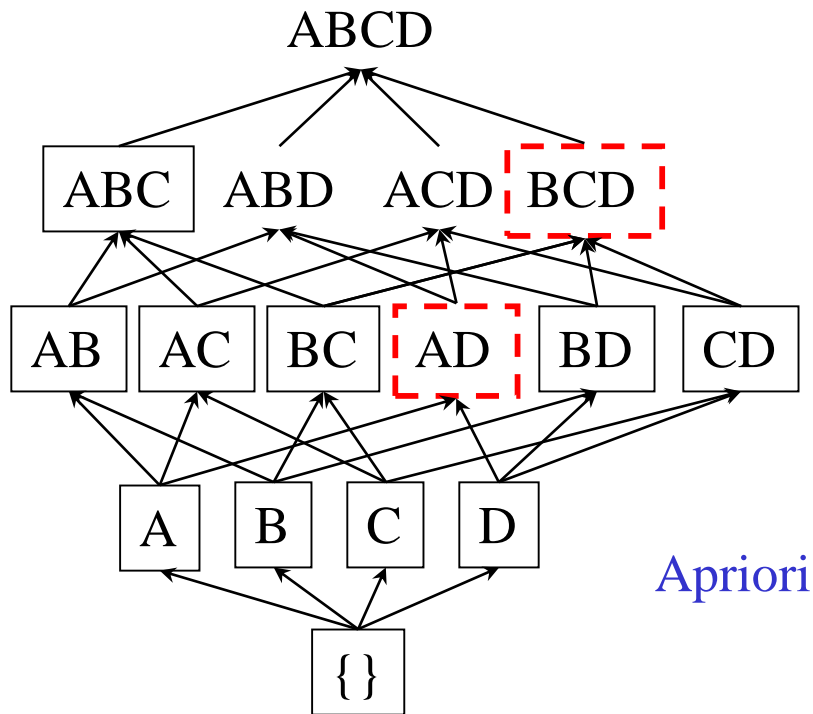 ABCD
ABC ABD ACD BCD
AB AC BC AD BD CD
A B C D
Apriori
{}